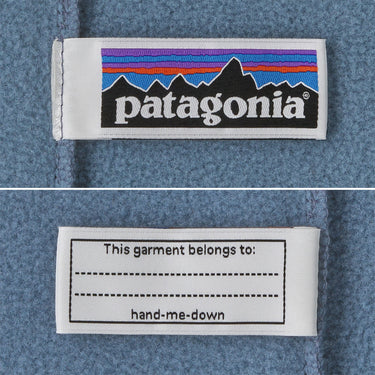 patagonia®
This garment belongs to:
hand-me-down